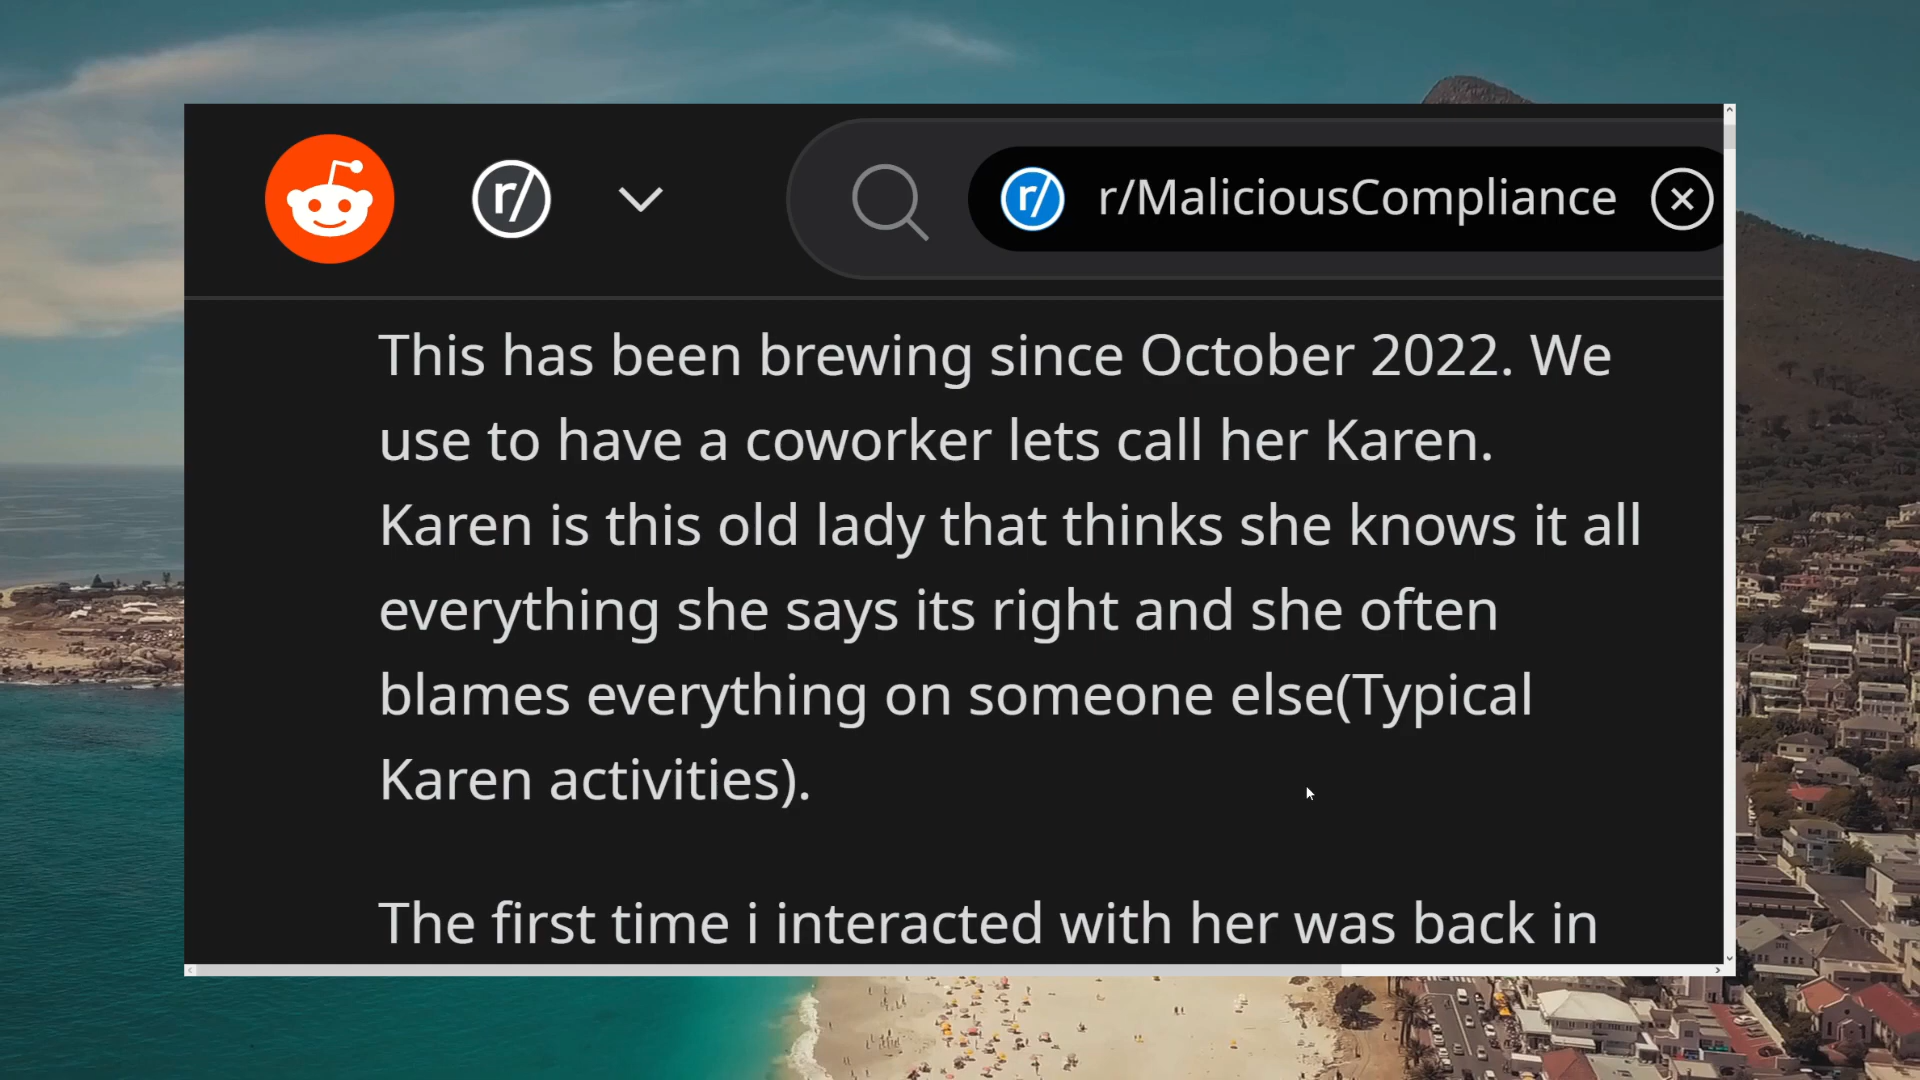 r/ r/ r/MaliciousCompliance
This has been brewing since October 2022. We
use to have a coworker lets call her Karen.
Karen is this old lady that thinks she knows it all
everything she says its right and she often
blames everything on someone else(Typical
Karen activities).
The first time i interacted with her was back in